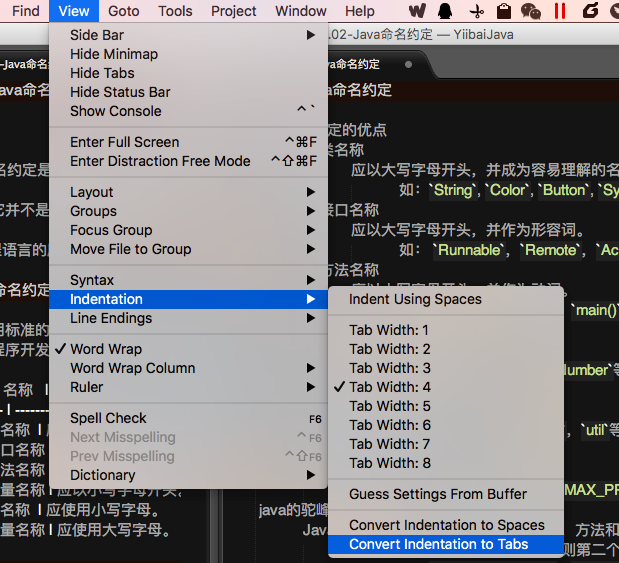 Find View Goto Tools Project Window Help
.02-Java命名约定 — YiibaiJava
-Java命名
命名约定
ava命名
命名约定
Side Bar
Hide Minimap
Hide Tabs
Hide Status Bar
Show Console ⌃`
Enter Full Screen ⌃⌘F
Enter Distraction Free Mode ⌃⇧⌘F
Layout
Groups
Focus Group
Move File to Group
Syntax
Indentation
Line Endings
✓ Word Wrap
Word Wrap Column
Ruler
Spell Check F6
Next Misspelling ⌃F6
Prev Misspelling ⌃⇧F6
Dictionary
Indent Using Spaces
Tab Width: 1
Tab Width: 2
Tab Width: 3
✓ Tab Width: 4
Tab Width: 5
Tab Width: 6
Tab Width: 7
Tab Width: 8
Guess Settings From Buffer
Convert Indentation to Spaces
Convert Indentation to Tabs
名约定是
它并不是
语言的
命名约定
用标准的
程序开发
名称 |
- | -------
名称 | 应
口名称
法名称
量名称 | 应以小写字母开头。
名称 | 应使用小写字母。
量名称 | 应使用大写字母。
定的优点
类名称
应以大写字母开头，并成为容易理解的名
如：`String`, `Color`, `Button`, `Sy
接口名称
应以大写字母开头，并作为形容词。
如： `Runnable`, `Remote`, `Ac
方法名称
`main()`
Number`等
，`util`等
MAX_PR
java的驼峰
Java
方法和
则第二个